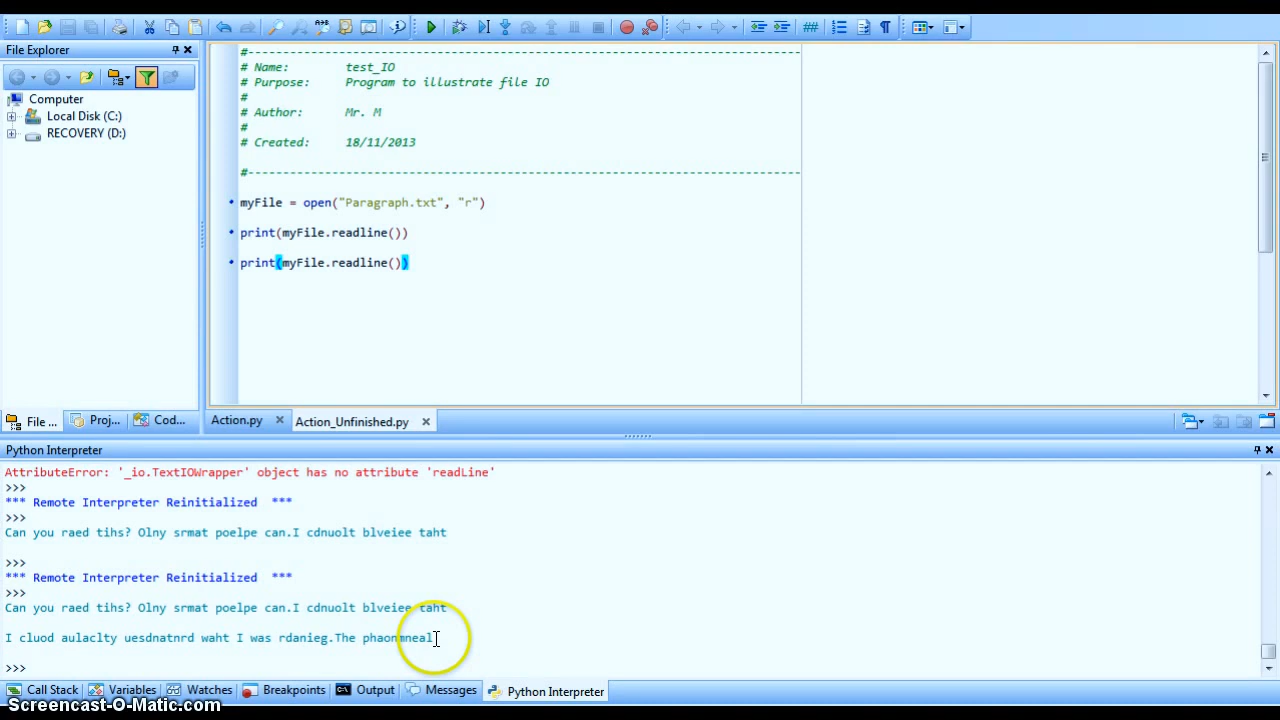 File Explorer
Computer
Local Disk (C:)
RECOVERY (D:)
File ...
Proj...
Cod...
#-------------------------------------------------------------------------------
# Name:        test_IO
# Purpose:     Program to illustrate file IO
#
# Author:      Mr. M
#
# Created:     18/11/2013
#-------------------------------------------------------------------------------
myFile = open("Paragraph.txt", "r")
print(myFile.readline())
print(myFile.readline())
Action.py
Action_Unfinished.py
Python Interpreter
AttributeError: '_io.TextIOWrapper' object has no attribute 'readLine'
>>>
*** Remote Interpreter Reinitialized  ***
>>>
Can you raed tihs? Olny srmat poelpe can.I cdnuolt blveiee taht
>>>
*** Remote Interpreter Reinitialized  ***
>>>
Can you raed tihs? Olny srmat poelpe can.I cdnuolt blveiee taht
I cluod aulaclty uesdnatnrd waht I was rdanieg.The phaonmneal
>>>
Call Stack
Variables
Watches
Breakpoints
Output
Messages
Python Interpreter
Screencast-O-Matic.com